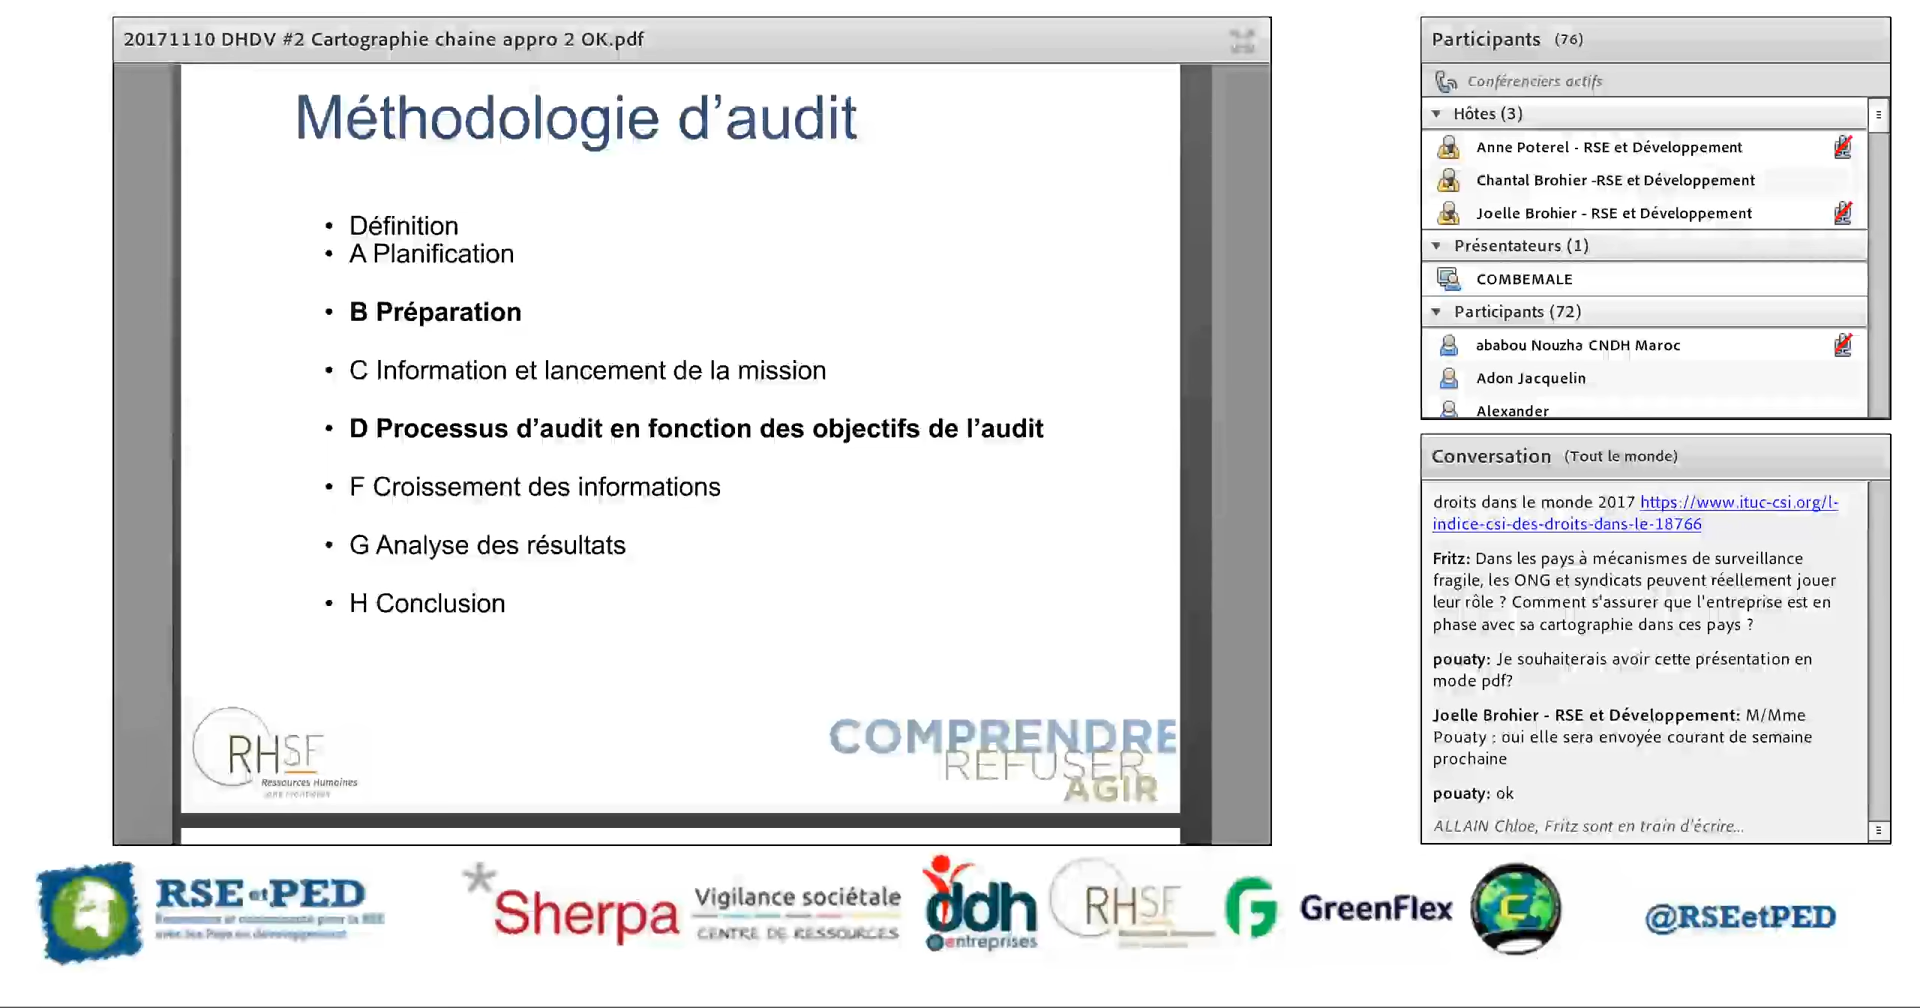 20171110 DHDV #2 Cartographie chaine appro 2 OK.pdf
Méthodologie d’audit
• Définition
• A Planification
• B Préparation
• C Information et lancement de la mission
• D Processus d’audit en fonction des objectifs de l’audit
• F Croissement des informations
• G Analyse des résultats
• H Conclusion
RHSF
Ressources Humaines
sans Frontières
COMPRENDRE
REFUSER
AGIR
Participants (76)
Conférenciers actifs
Hôtes (3)
Anne Poterel - RSE et Développement
Chantal Brohier -RSE et Développement
Joelle Brohier - RSE et Développement
Présentateurs (1)
COMBEMALE
Participants (72)
ababou Nouzha CNDH Maroc
Adon Jacquelin
Alexander
Conversation (Tout le monde)
droits dans le monde 2017 https://www.ituc-csi.org/l-
indice-csi-des-droits-dans-le-18766
Fritz: Dans les pays à mécanismes de surveillance
fragile, les ONG et syndicats peuvent réellement jouer
leur rôle ? Comment s'assurer que l'entreprise est en
phase avec sa cartographie dans ces pays ?
pouaty: Je souhaiterais avoir cette présentation en
mode pdf?
Joelle Brohier - RSE et Développement: M/Mme
Pouaty : oui elle sera envoyée courant de semaine
prochaine
pouaty: ok
ALLAIN Chloe, Fritz sont en train d'écrire...
RSE et PED
avec les Pays en développement
*Sherpa
Vigilance sociétale
CENTRE DE RESSOURCES
ddh
entreprises
RHSF
GreenFlex
C
@RSEetPED